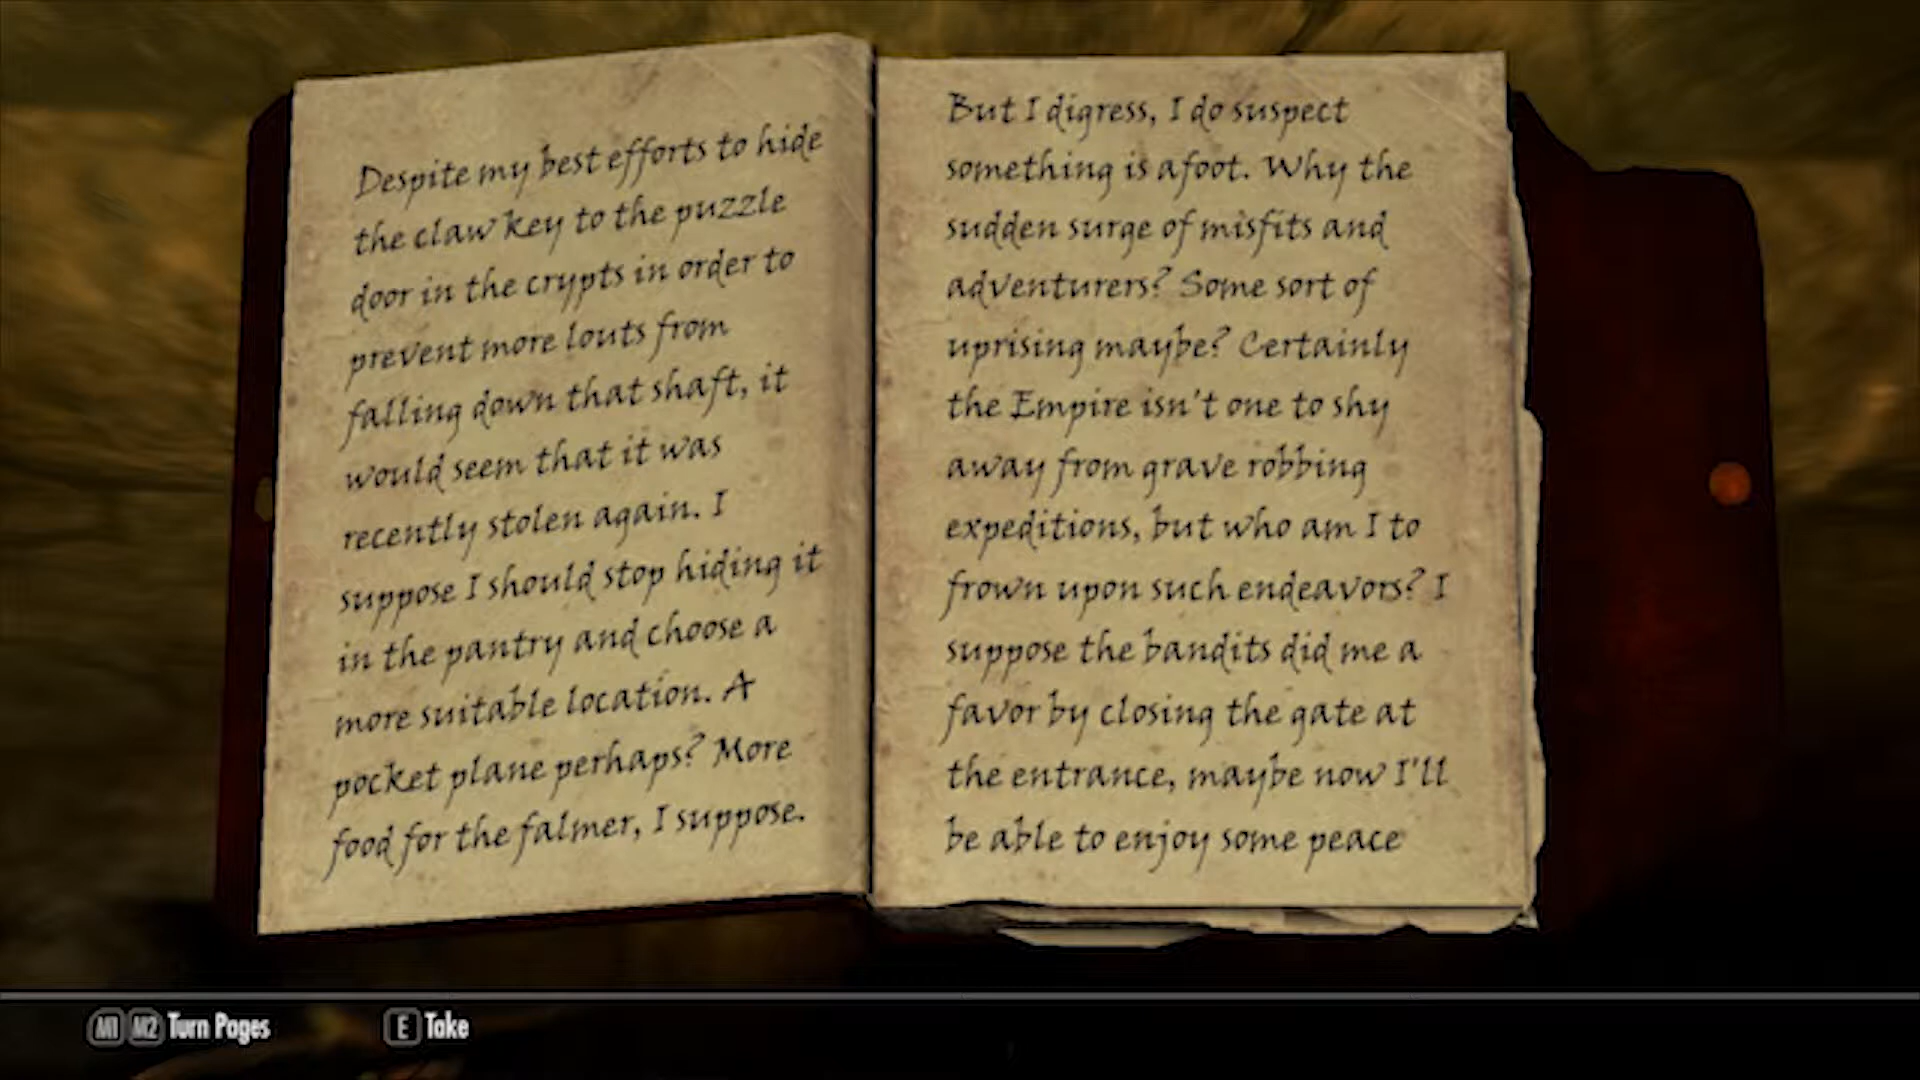 Despite my best efforts to hide
the claw key to the puzzle
door in the crypts in order to
prevent more louts from
falling down that shaft, it
would seem that it was
recently stolen again. I
suppose I should stop hiding it
in the pantry and choose a
more suitable location. A
pocket plane perhaps? More
food for the falmer, I suppose.
But I digress, I do suspect
something is afoot. Why the
sudden surge of misfits and
adventurers? Some sort of
uprising maybe? Certainly
the Empire isn't one to shy
away from grave robbing
expeditions, but who am I to
frown upon such endeavors? I
suppose the bandits did me a
favor by closing the gate at
the entrance, maybe now I'll
be able to enjoy some peace
M1 M2 Turn Pages E Take